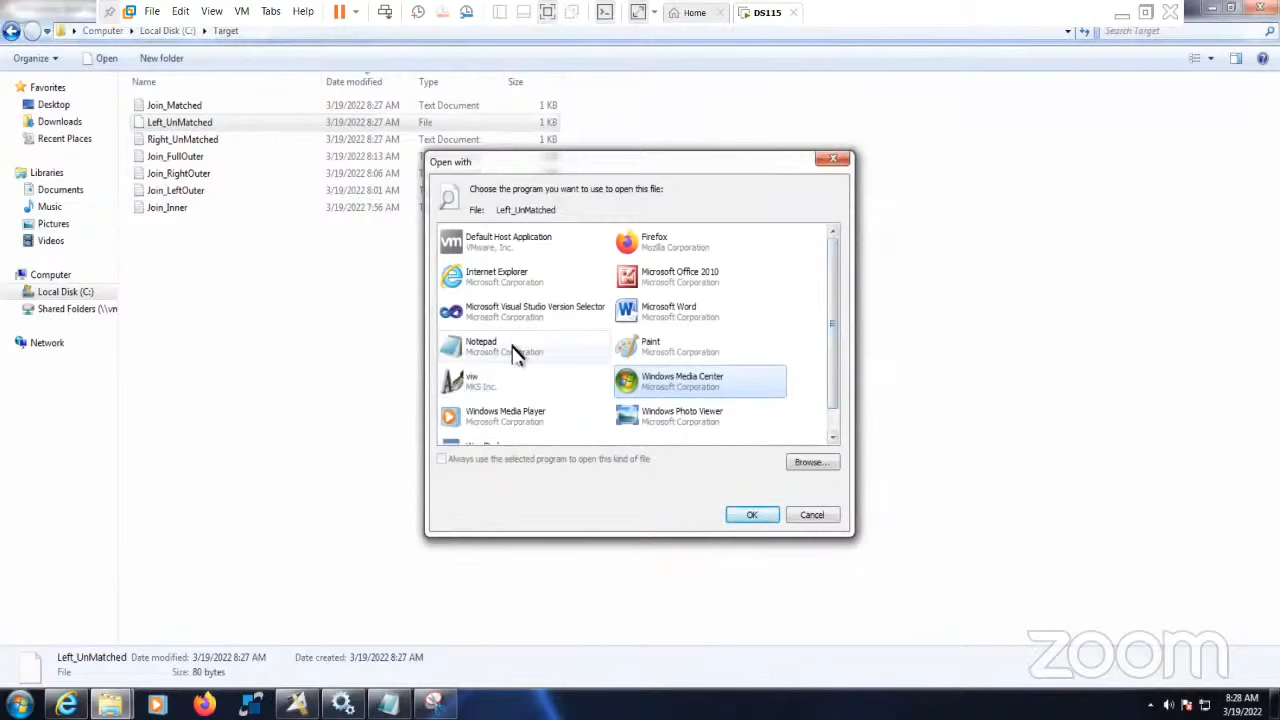 File Edit View VM Tabs Help Home DS115
Computer Local Disk (C:) Target Search Target
Organize Open New folder
Name Date modified Type Size
Favorites
Desktop
Downloads
Recent Places
Libraries
Documents
Music
Pictures
Videos
Computer
Local Disk (C:)
Shared Folders (\\vn
Network
Join_Matched 3/19/2022 8:27 AM Text Document 1 KB
Left_UnMatched 3/19/2022 8:27 AM File 1 KB
Right_UnMatched 3/19/2022 8:27 AM Text Document 1 KB
Join_FullOuter 3/19/2022 8:13 AM
Join_RightOuter 3/19/2022 8:06 AM
Join_LeftOuter 3/19/2022 8:01 AM
Join_Inner 3/19/2022 7:56 AM
Open with
Choose the program you want to use to open this file:
File: Left_UnMatched
Default Host Application
VMware, Inc.
Firefox
Mozilla Corporation
Internet Explorer
Microsoft Corporation
Microsoft Office 2010
Microsoft Corporation
Microsoft Visual Studio Version Selector
Microsoft Corporation
Microsoft Word
Microsoft Corporation
Notepad
Microsoft Corporation
Paint
Microsoft Corporation
viw
MKS Inc.
Windows Media Center
Microsoft Corporation
Windows Media Player
Microsoft Corporation
Windows Photo Viewer
Microsoft Corporation
Always use the selected program to open this kind of file
Browse...
OK Cancel
Left_UnMatched Date modified: 3/19/2022 8:27 AM Date created: 3/19/2022 8:27 AM
File Size: 80 bytes
zoom
8:28 AM
3/19/2022